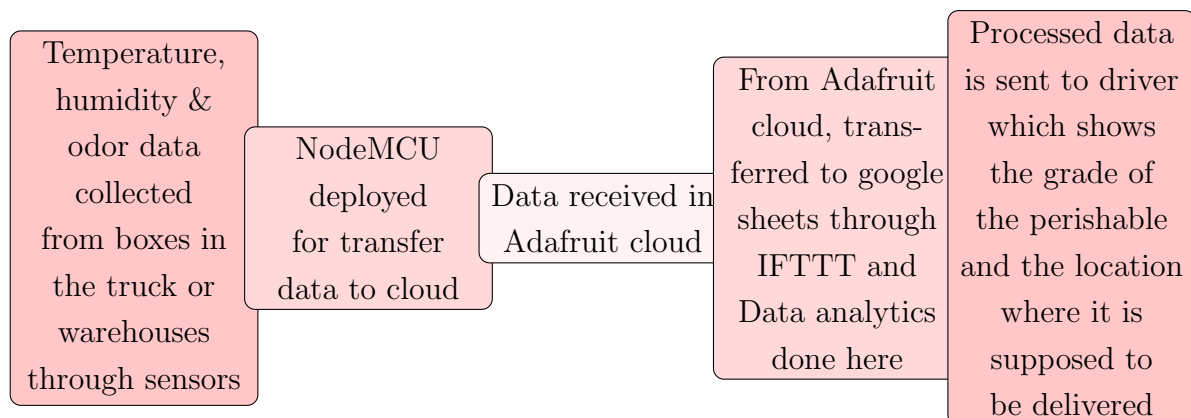 Temperature,
humidity &
odor data
collected
from boxes in
the truck or
warehouses
through sensors
NodeMCU
deployed
for transfer
data to cloud
Data received in
Adafruit cloud
From Adafruit
cloud, trans-
ferred to google
sheets through
IFTTT and
Data analytics
done here
Processed data
is sent to driver
which shows
the grade of
the perishable
and the location
where it is
supposed to
be delivered